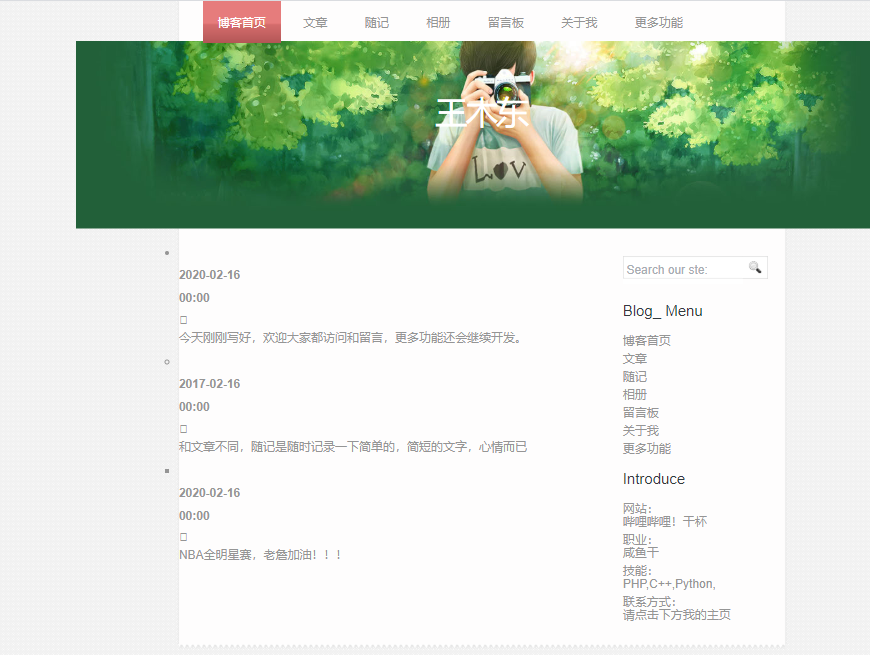 博客首页 文章 随记 相册 留言板 关于我 更多功能
王木东
LOV
2020-02-16
00:00
今天刚刚写好，欢迎大家都访问和留言，更多功能还会继续开发。
2017-02-16
00:00
和文章不同，随记是随时记录一下简单的，简短的文字，心情而已
2020-02-16
00:00
NBA全明星赛，老詹加油！！！
Search our ste:
Blog_ Menu
博客首页
文章
随记
相册
留言板
关于我
更多功能
Introduce
网站：
哔哩哔哩！干杯
职业：
咸鱼干
技能：
PHP,C++,Python,
联系方式：
请点击下方我的主页